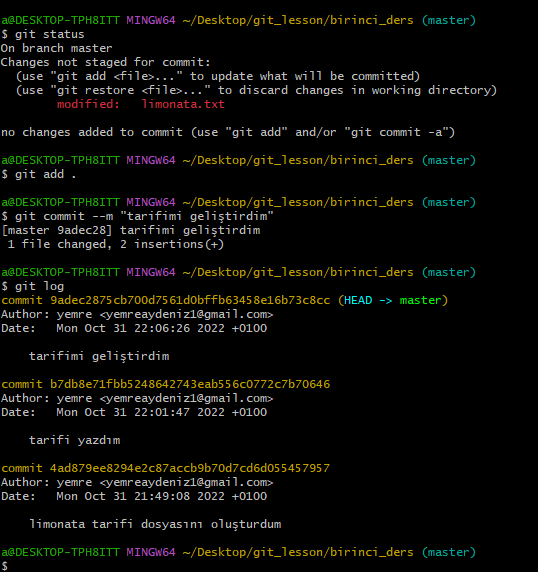 a@DESKTOP-TPH8ITT MINGW64 ~/Desktop/git_lesson/birinci_ders (master)
$ git status
On branch master
Changes not staged for commit:
  (use "git add <file>..." to update what will be committed)
  (use "git restore <file>..." to discard changes in working directory)
        modified:   limonata.txt
no changes added to commit (use "git add" and/or "git commit -a")
a@DESKTOP-TPH8ITT MINGW64 ~/Desktop/git_lesson/birinci_ders (master)
$ git add .
a@DESKTOP-TPH8ITT MINGW64 ~/Desktop/git_lesson/birinci_ders (master)
$ git commit --m "tarifimi geliştirdim"
[master 9adec28] tarifimi geliştirdim
 1 file changed, 2 insertions(+)
a@DESKTOP-TPH8ITT MINGW64 ~/Desktop/git_lesson/birinci_ders (master)
$ git log
commit 9adec2875cb700d7561d0bffb63458e16b73c8cc (HEAD -> master)
Author: yemre <yemreaydeniz1@gmail.com>
Date:   Mon Oct 31 22:06:26 2022 +0100
    tarifimi geliştirdim
commit b7db8e71fbb5248642743eab556c0772c7b70646
Author: yemre <yemreaydeniz1@gmail.com>
Date:   Mon Oct 31 22:01:47 2022 +0100
    tarifi yazdım
commit 4ad879ee8294e2c87accb9b70d7cd6d055457957
Author: yemre <yemreaydeniz1@gmail.com>
Date:   Mon Oct 31 21:49:08 2022 +0100
    limonata tarifi dosyasını oluşturdum
a@DESKTOP-TPH8ITT MINGW64 ~/Desktop/git_lesson/birinci_ders (master)
$